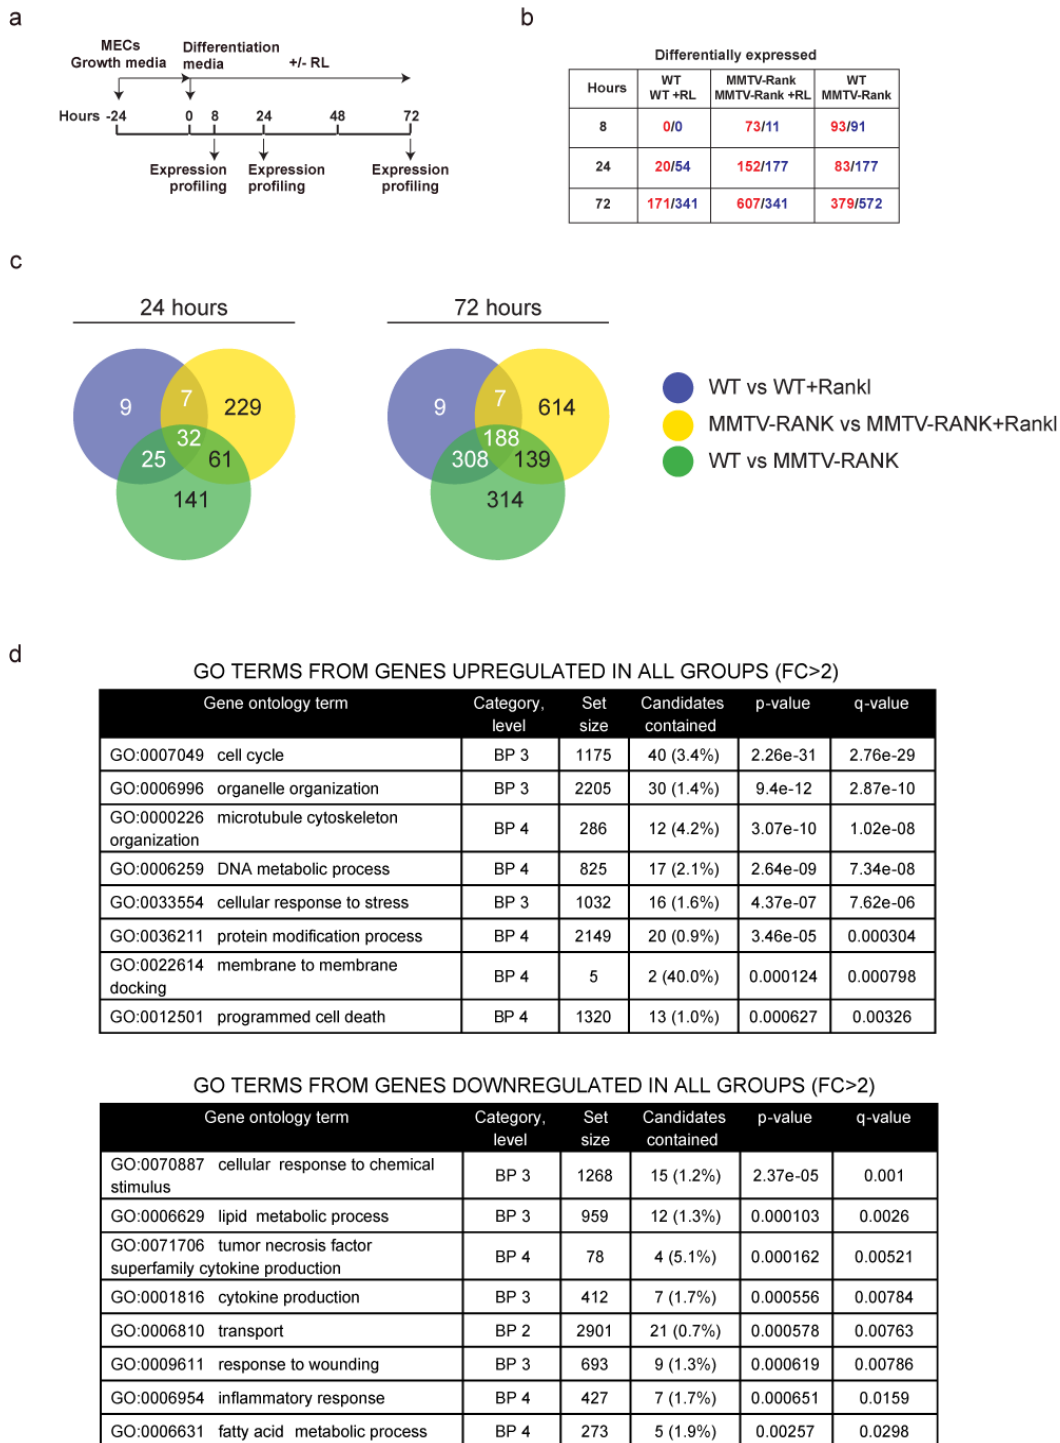 a
MECs
Growth media
Differentiation
media
+/- RL
Hours -24 0 8 24 48 72
Expression
profiling
Expression
profiling
Expression
profiling
b
Differentially expressed
Hours
WT
WT +RL
MMTV-Rank
MMTV-Rank +RL
WT
MMTV-Rank
8 0/0 73/11 93/91
24 20/54 152/177 83/177
72 171/341 607/341 379/572
c
24 hours
9 7 229
32
25 61
141
72 hours
9 7 614
188
308 139
314
WT vs WT+Rankl
MMTV-RANK vs MMTV-RANK+Rankl
WT vs MMTV-RANK
d
GO TERMS FROM GENES UPREGULATED IN ALL GROUPS (FC>2)
Gene ontology term Category, level Set size Candidates contained p-value q-value
GO:0007049 cell cycle BP 3 1175 40 (3.4%) 2.26e-31 2.76e-29
GO:0006996 organelle organization BP 3 2205 30 (1.4%) 9.4e-12 2.87e-10
GO:0000226 microtubule cytoskeleton
organization BP 4 286 12 (4.2%) 3.07e-10 1.02e-08
GO:0006259 DNA metabolic process BP 4 825 17 (2.1%) 2.64e-09 7.34e-08
GO:0033554 cellular response to stress BP 3 1032 16 (1.6%) 4.37e-07 7.62e-06
GO:0036211 protein modification process BP 4 2149 20 (0.9%) 3.46e-05 0.000304
GO:0022614 membrane to membrane
docking BP 4 5 2 (40.0%) 0.000124 0.000798
GO:0012501 programmed cell death BP 4 1320 13 (1.0%) 0.000627 0.00326
GO TERMS FROM GENES DOWNREGULATED IN ALL GROUPS (FC>2)
Gene ontology term Category, level Set size Candidates contained p-value q-value
GO:0070887 cellular response to chemical
stimulus BP 3 1268 15 (1.2%) 2.37e-05 0.001
GO:0006629 lipid metabolic process BP 3 959 12 (1.3%) 0.000103 0.0026
GO:0071706 tumor necrosis factor
superfamily cytokine production BP 4 78 4 (5.1%) 0.000162 0.00521
GO:0001816 cytokine production BP 3 412 7 (1.7%) 0.000556 0.00784
GO:0006810 transport BP 2 2901 21 (0.7%) 0.000578 0.00763
GO:0009611 response to wounding BP 3 693 9 (1.3%) 0.000619 0.00786
GO:0006954 inflammatory response BP 4 427 7 (1.7%) 0.000651 0.0159
GO:0006631 fatty acid metabolic process BP 4 273 5 (1.9%) 0.00257 0.0298